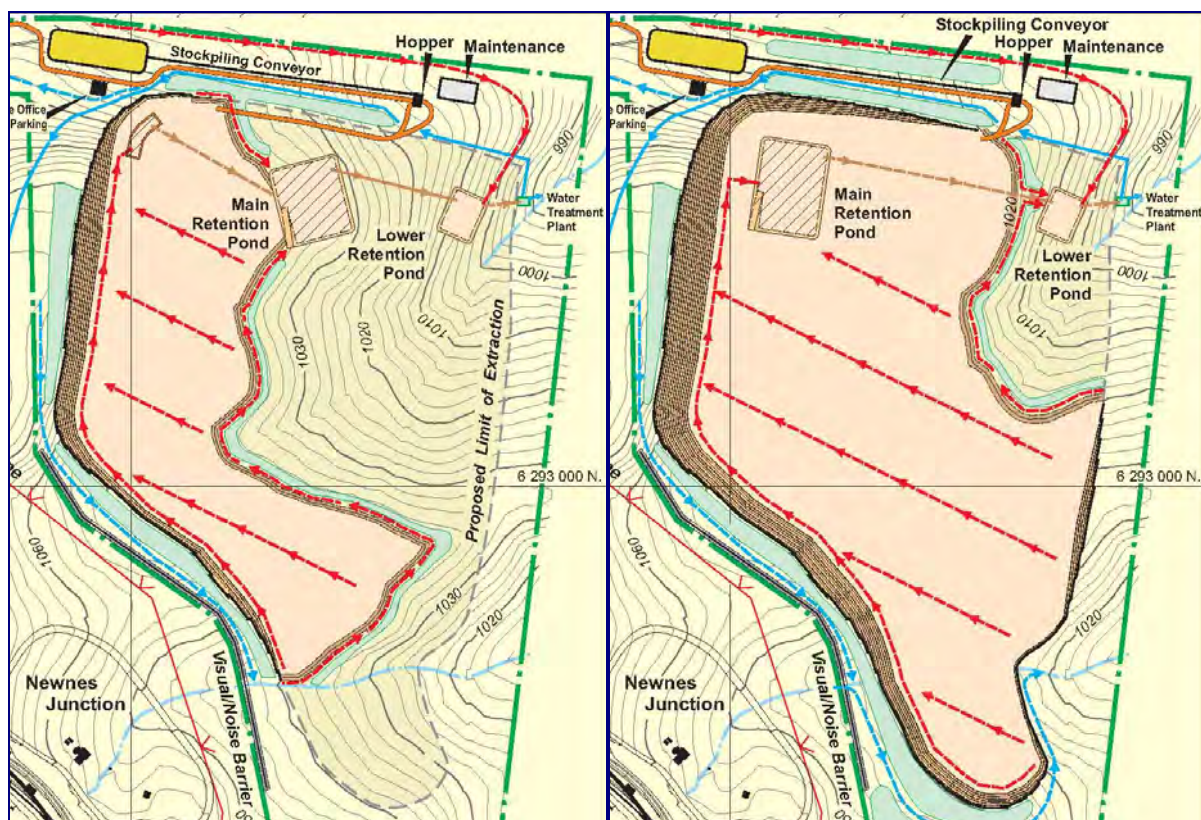 Stockpiling Conveyor
Hopper
Maintenance
e Office
Parking
990
Main
Retention
Pond
Lower
Retention
Pond
Water
Treatment
Plant
1000
1010
1020
1030
Proposed Limit of Extraction
6 293 000 N.
e
1060
1030
1020
Newnes
Junction
Visual/Noise Barrier
00
Stockpiling Conveyor
Hopper
Maintenance
e Office
Parking
990
Main
Retention
Pond
1020
Water
Treatment
Plant
Lower
Retention
Pond
1000
1010
6 293 000 N.
e
1060
1020
Newnes
Junction
Visual/Noise Barrier
00